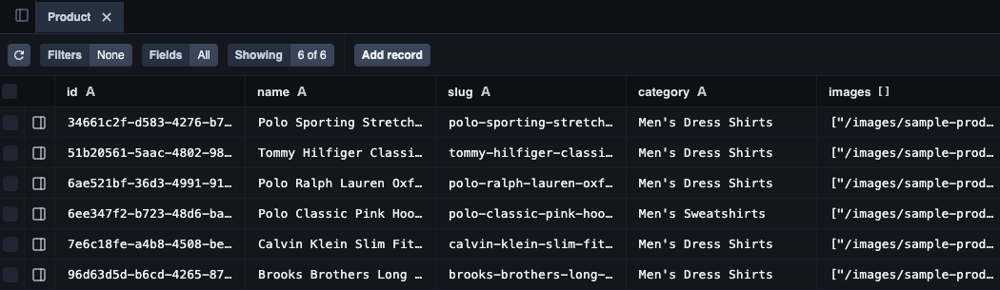 Product ✕
Filters None Fields All Showing 6 of 6 Add record
id A name A slug A category A images []
34661c2f-d583-4276-b7… Polo Sporting Stretch… polo-sporting-stretch… Men's Dress Shirts ["/images/sample-prod…
51b20561-5aac-4802-98… Tommy Hilfiger Classi… tommy-hilfiger-classi… Men's Dress Shirts ["/images/sample-prod…
6ae521bf-36d3-4991-91… Polo Ralph Lauren Oxf… polo-ralph-lauren-oxf… Men's Dress Shirts ["/images/sample-prod…
6ee347f2-b723-48d6-ba… Polo Classic Pink Hoo… polo-classic-pink-hoo… Men's Sweatshirts ["/images/sample-prod…
7e6c18fe-a4b8-4508-be… Calvin Klein Slim Fit… calvin-klein-slim-fit… Men's Dress Shirts ["/images/sample-prod…
96d63d5d-b6cd-4265-87… Brooks Brothers Long … brooks-brothers-long-… Men's Dress Shirts ["/images/sample-prod…